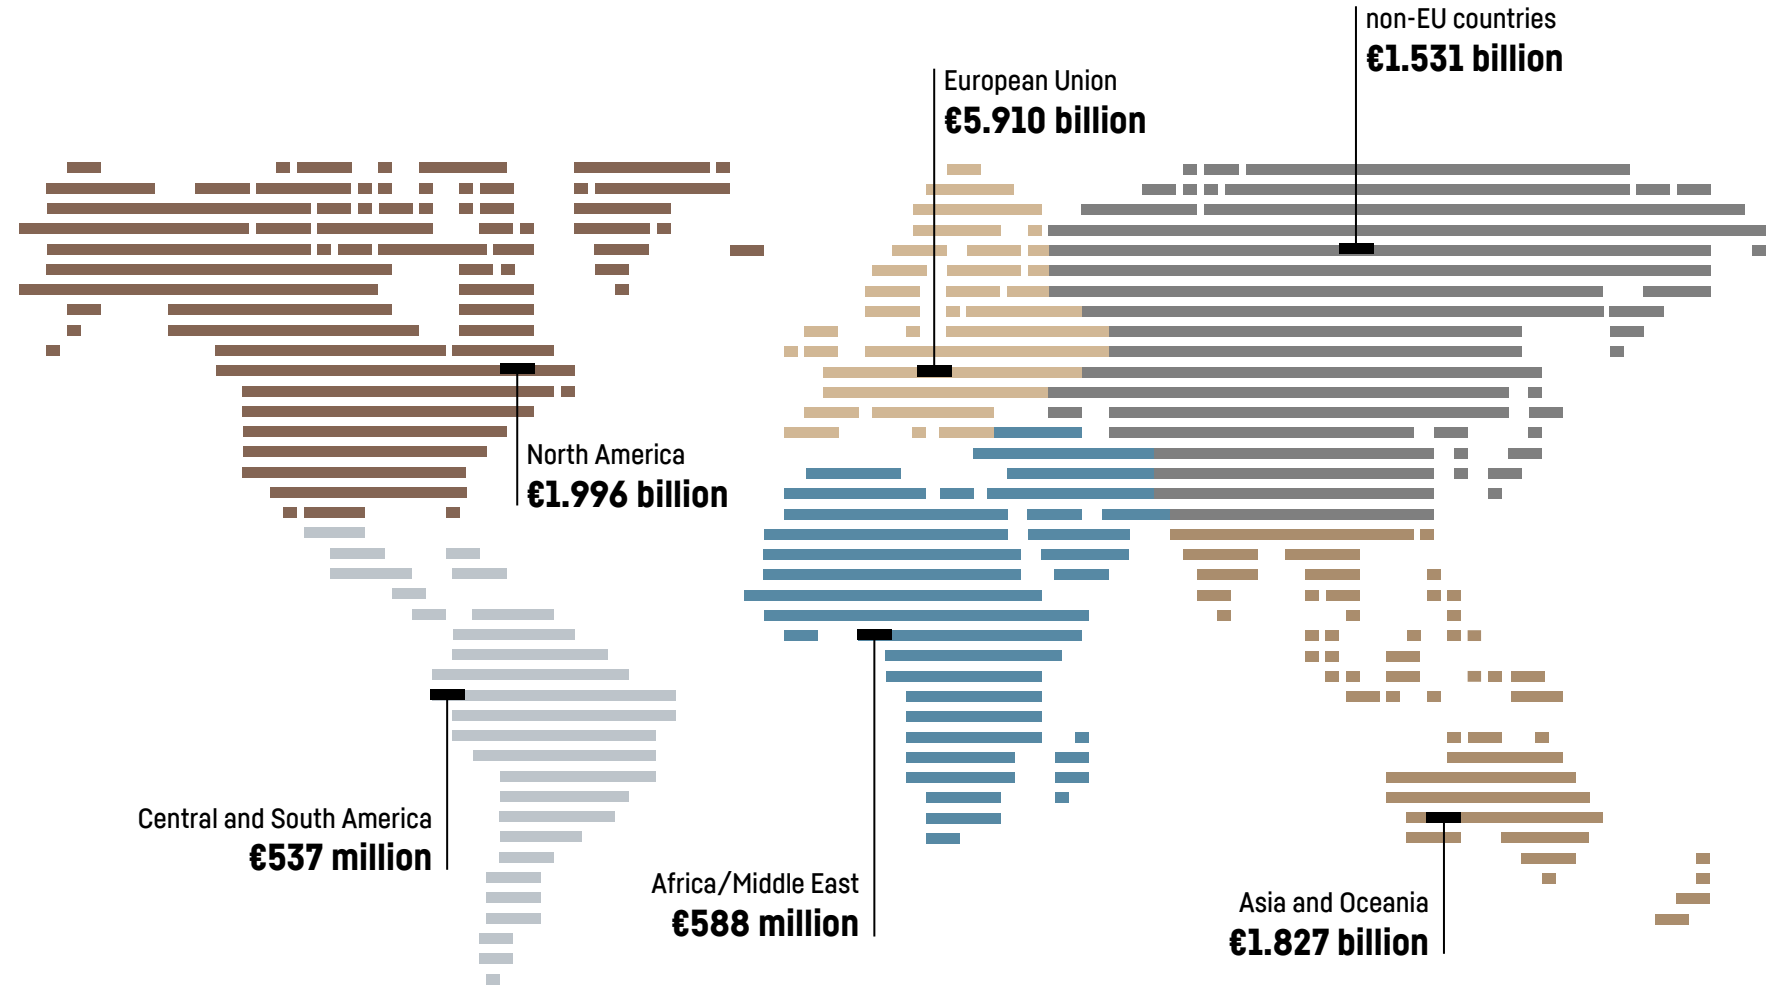 non-EU countries
€1.531 billion
European Union
€5.910 billion
North America
€1.996 billion
Central and South America
€537 million
Africa/Middle East
€588 million
Asia and Oceania
€1.827 billion